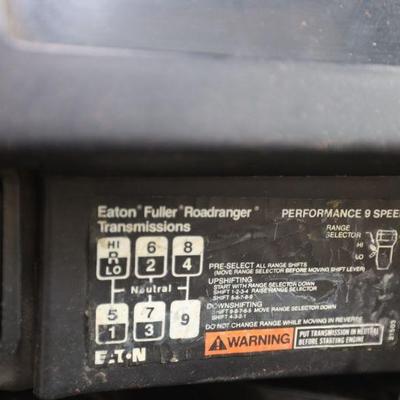 Eaton® Fuller® Roadranger®
Transmissions
PERFORMANCE 9 SPEE
RANGE
SELECTOR
HI
LO
HI 6 8
LO 2 4
Neutral
5 7 9
1 3
EATON
PRE-SELECT ALL RANGE SHIFTS
(MOVE RANGE SELECTOR BEFORE MOVING SHIFT LEVER)
UPSHIFTING
START WITH RANGE SELECTOR DOWN
SHIFT 1-2-3-4 RAISE RANGE SELECTOR
SHIFT 5-6-7-8-9
DOWNSHIFTING
SHIFT 9-8-7-6-5 MOVE RANGE SELECTOR DOWN
SHIFT 4-3-2-1
DO NOT CHANGE RANGE WHILE MOVING IN REVERSE
WARNING
PUT TRANSMISSION IN NEUTRAL
BEFORE STARTING ENGINE